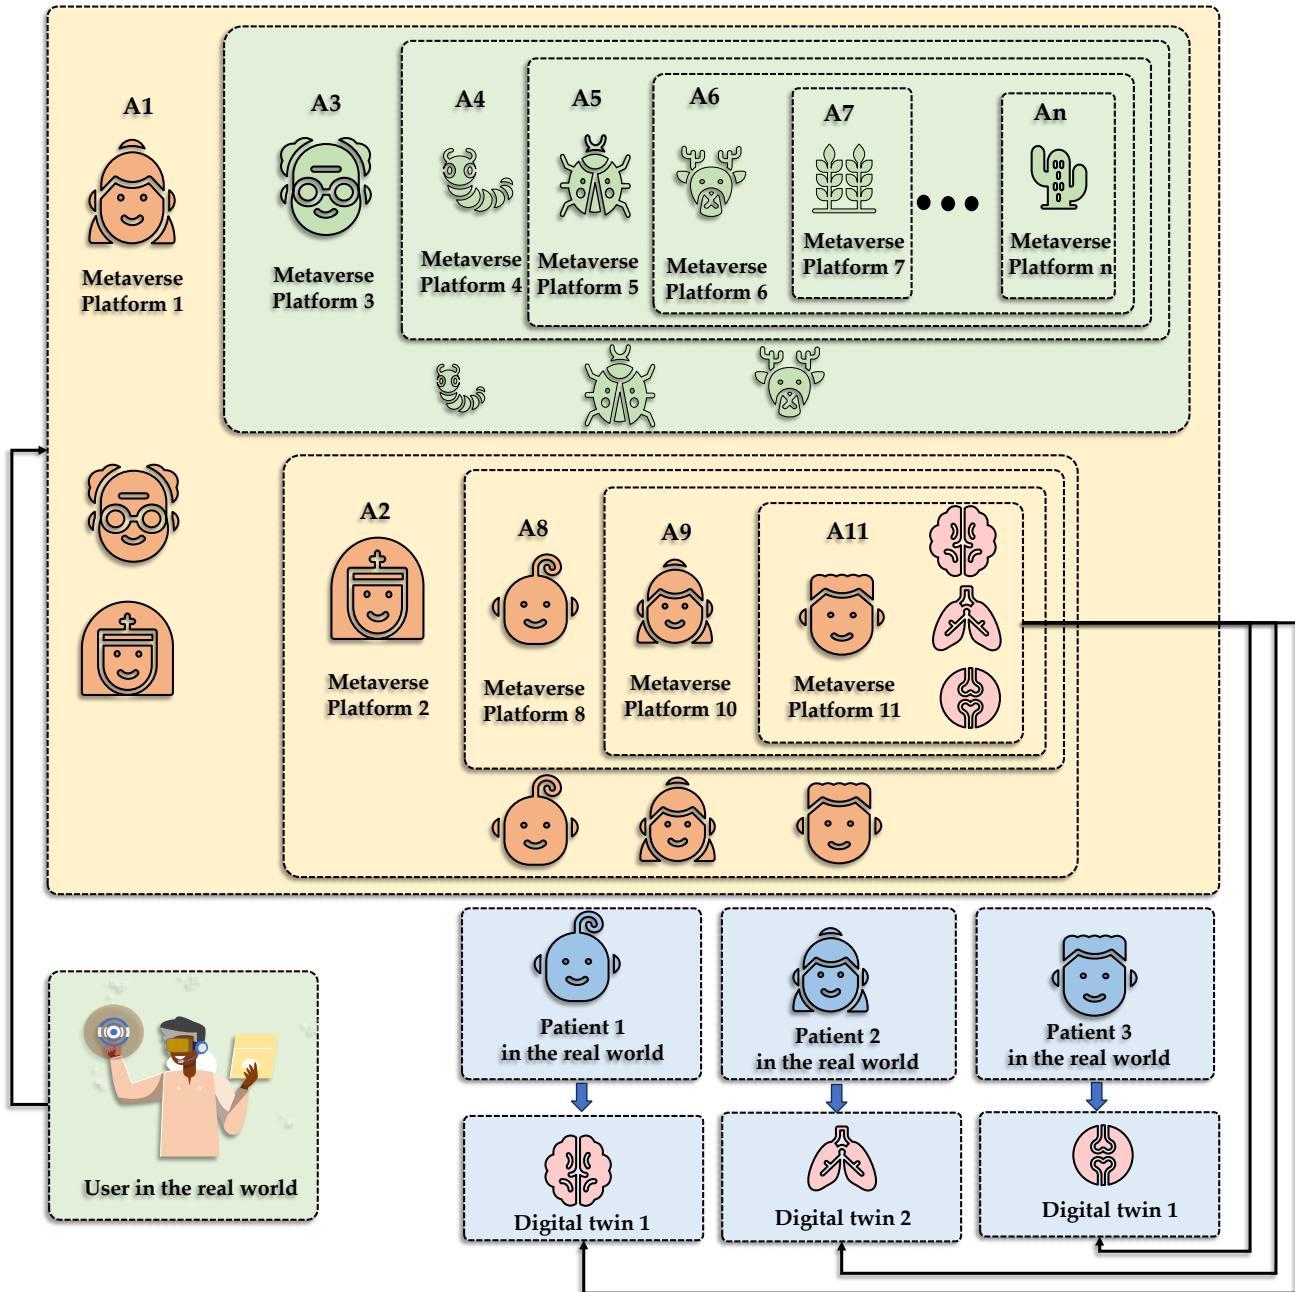 A1
Metaverse
Platform 1
A3
Metaverse
Platform 3
A4
Metaverse
Platform 4
A5
Metaverse
Platform 5
A6
Metaverse
Platform 6
A7
Metaverse
Platform 7
An
Metaverse
Platform n
A2
Metaverse
Platform 2
A8
Metaverse
Platform 8
A9
Metaverse
Platform 10
A11
Metaverse
Platform 11
Patient 1
in the real world
Patient 2
in the real world
Patient 3
in the real world
User in the real world
Digital twin 1
Digital twin 2
Digital twin 1